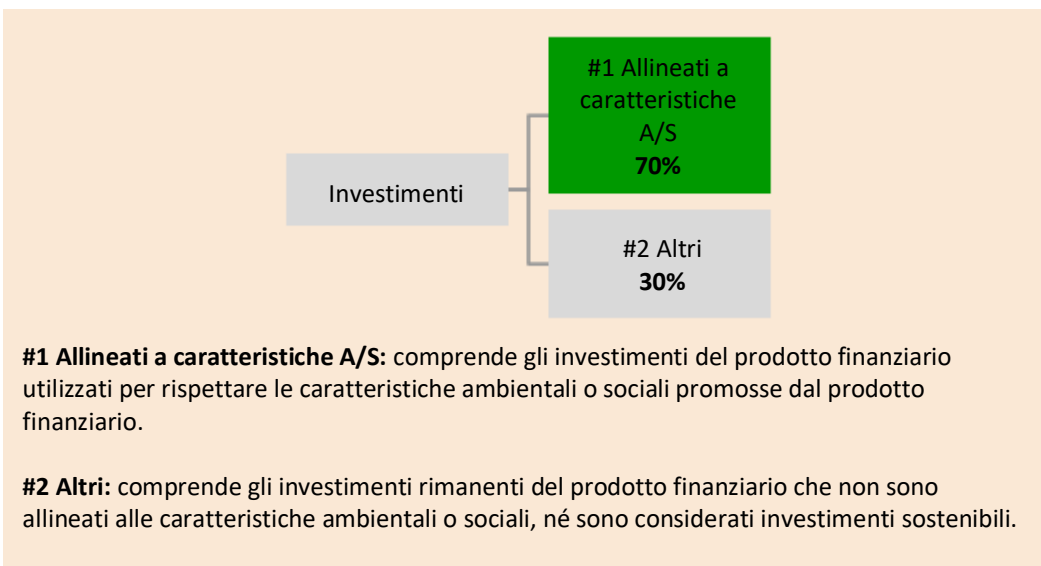 #1 Allineati a
caratteristiche
A/S
70%
Investimenti
#2 Altri
30%
#1 Allineati a caratteristiche A/S: comprende gli investimenti del prodotto finanziario
utilizzati per rispettare le caratteristiche ambientali o sociali promosse dal prodotto
finanziario.
#2 Altri: comprende gli investimenti rimanenti del prodotto finanziario che non sono
allineati alle caratteristiche ambientali o sociali, né sono considerati investimenti sostenibili.